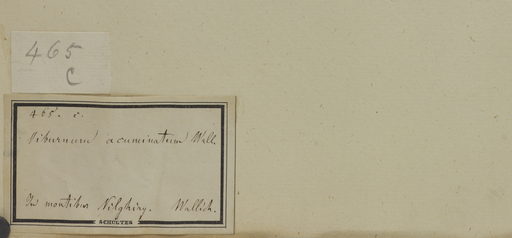 465
c
465. c.
Viburnum acuminatum Wall.
In montibus Nilghiry. Wallich.
SCHULTES